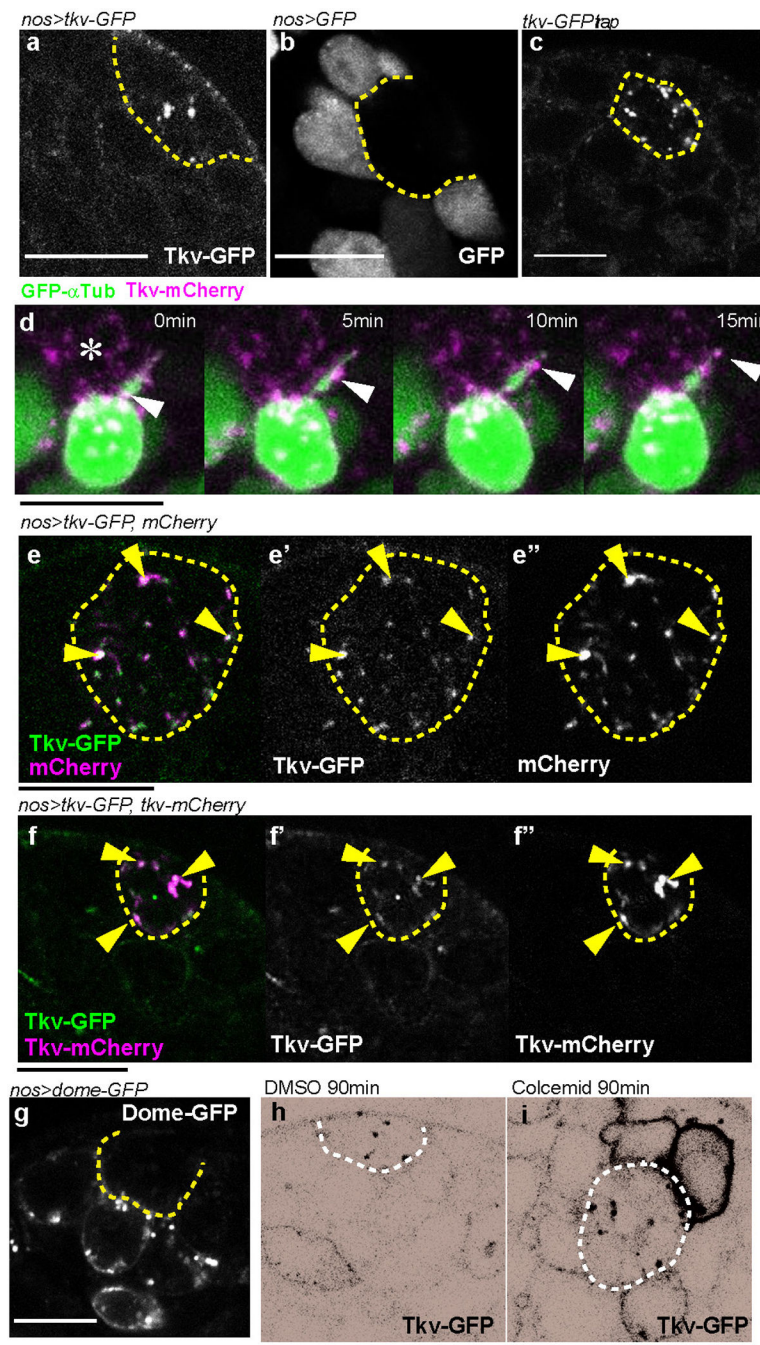 nos>tkv-GFP nos>GFP tkv-GFPtrap
a b c
Tkv-GFP GFP
GFP-αTub Tkv-mCherry
d * 0min 5min 10min 15min
nos>tkv-GFP, mCherry
e e' e"
Tkv-GFP
mCherry Tkv-GFP mCherry
nos>tkv-GFP, tkv-mCherry
f f' f"
Tkv-GFP
Tkv-mCherry Tkv-GFP Tkv-mCherry
nos>dome-GFP DMSO 90min Colcemid 90min
g Dome-GFP h i
Tkv-GFP Tkv-GFP